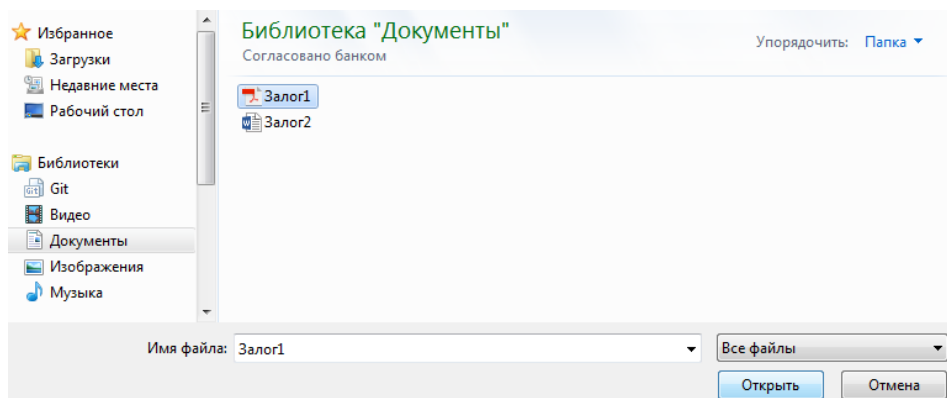 Избранное
Загрузки
Недавние места
Рабочий стол
Библиотеки
Git
Видео
Документы
Изображения
Музыка
Библиотека "Документы"
Согласовано банком
Упорядочить: Папка
Залог1
Залог2
Имя файла: Залог1
Все файлы
Открыть Отмена